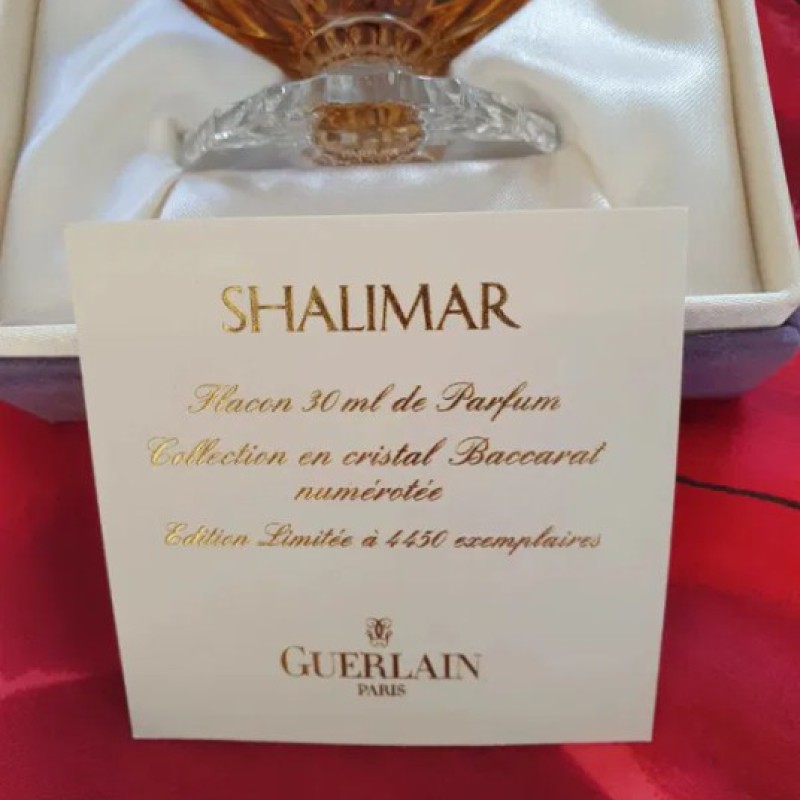 SHALIMAR
Flacon 30 ml de Parfum
Collection en cristal Baccarat
numérotée
Edition Limitée à 4450 exemplaires
GUERLAIN
PARIS